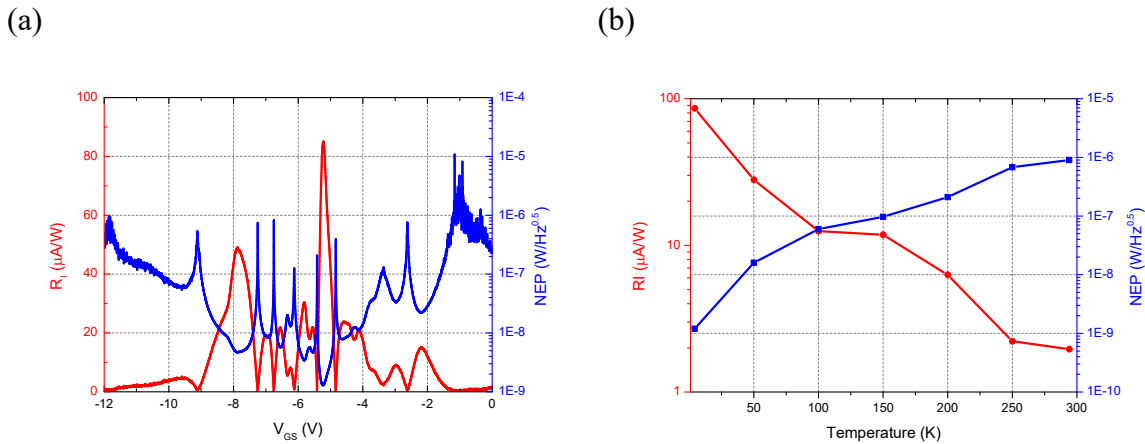 (a)
(b)
100
80
60
40
20
0
R_I (µA/W)
1E-4
1E-5
1E-6
1E-7
1E-8
1E-9
NEP (W/Hz^0.5)
-12 -10 -8 -6 -4 -2 0
V_GS (V)
100
10
1
RI (µA/W)
1E-5
1E-6
1E-7
1E-8
1E-9
1E-10
NEP (W/Hz^0.5)
50 100 150 200 250 300
Temperature (K)